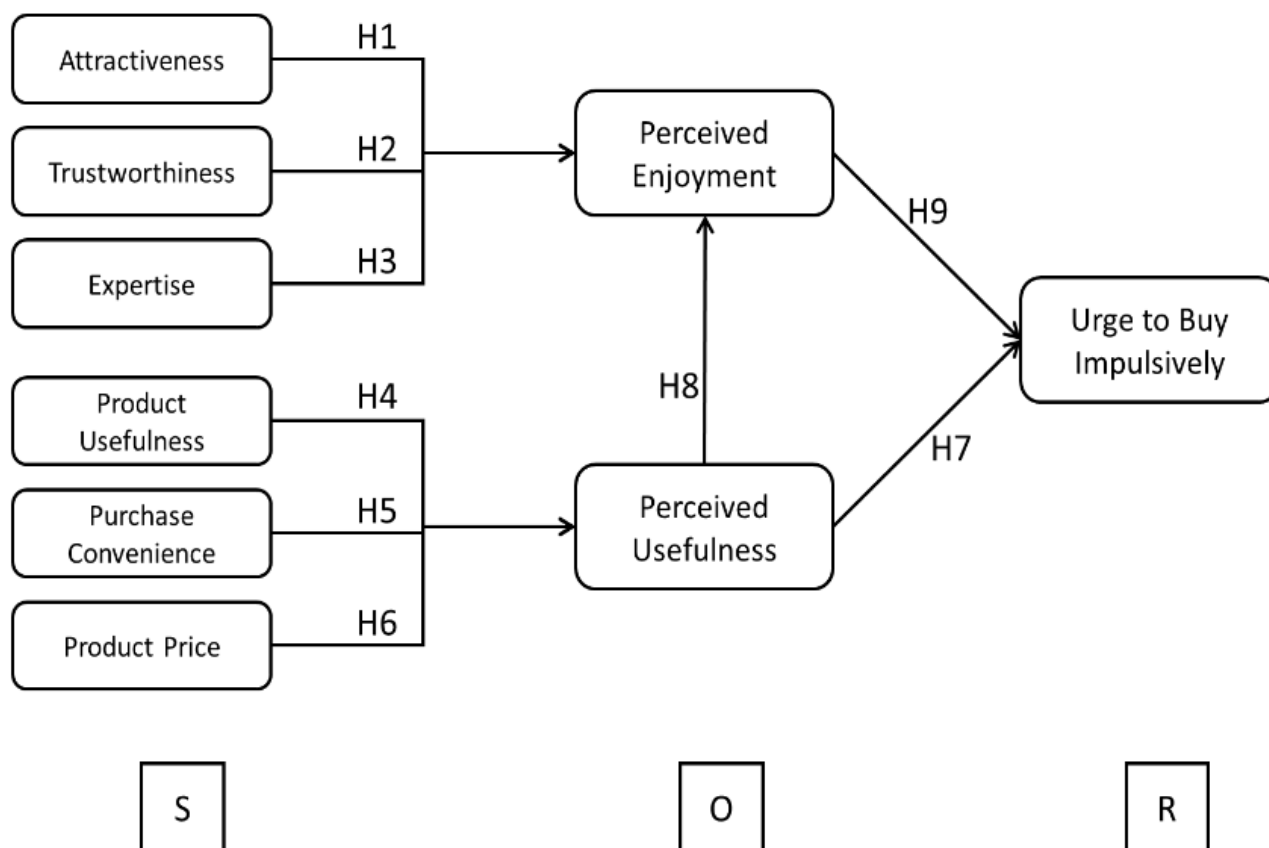 Attractiveness
H1
Trustworthiness
H2
Expertise
H3
Perceived
Enjoyment
H9
Urge to Buy
Impulsively
Product
Usefulness
H4
Purchase
Convenience
H5
Product Price
H6
H8
Perceived
Usefulness
H7
S
O
R